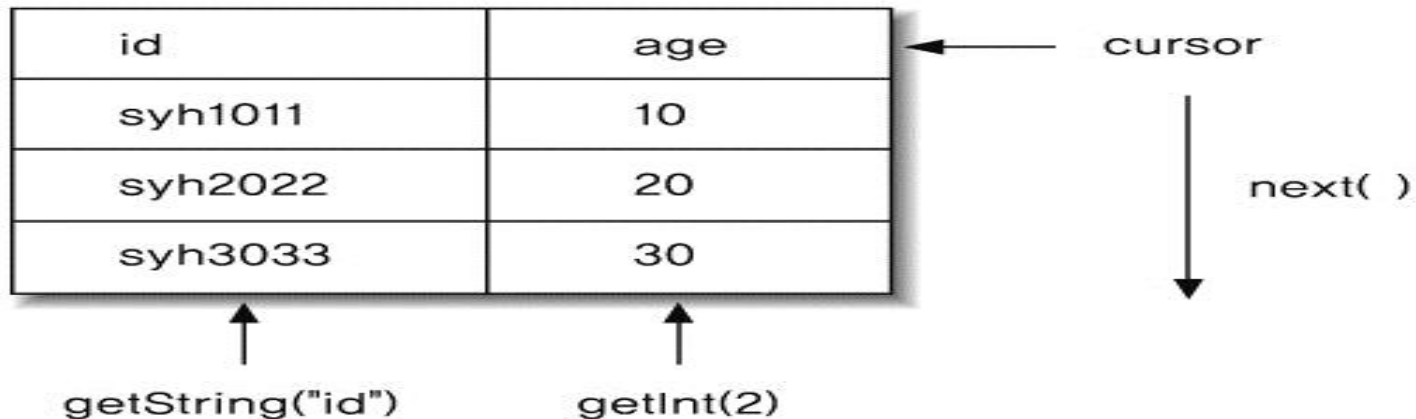 id age cursor
syh1011 10
syh2022 20 next( )
syh3033 30
getString("id") getInt(2)